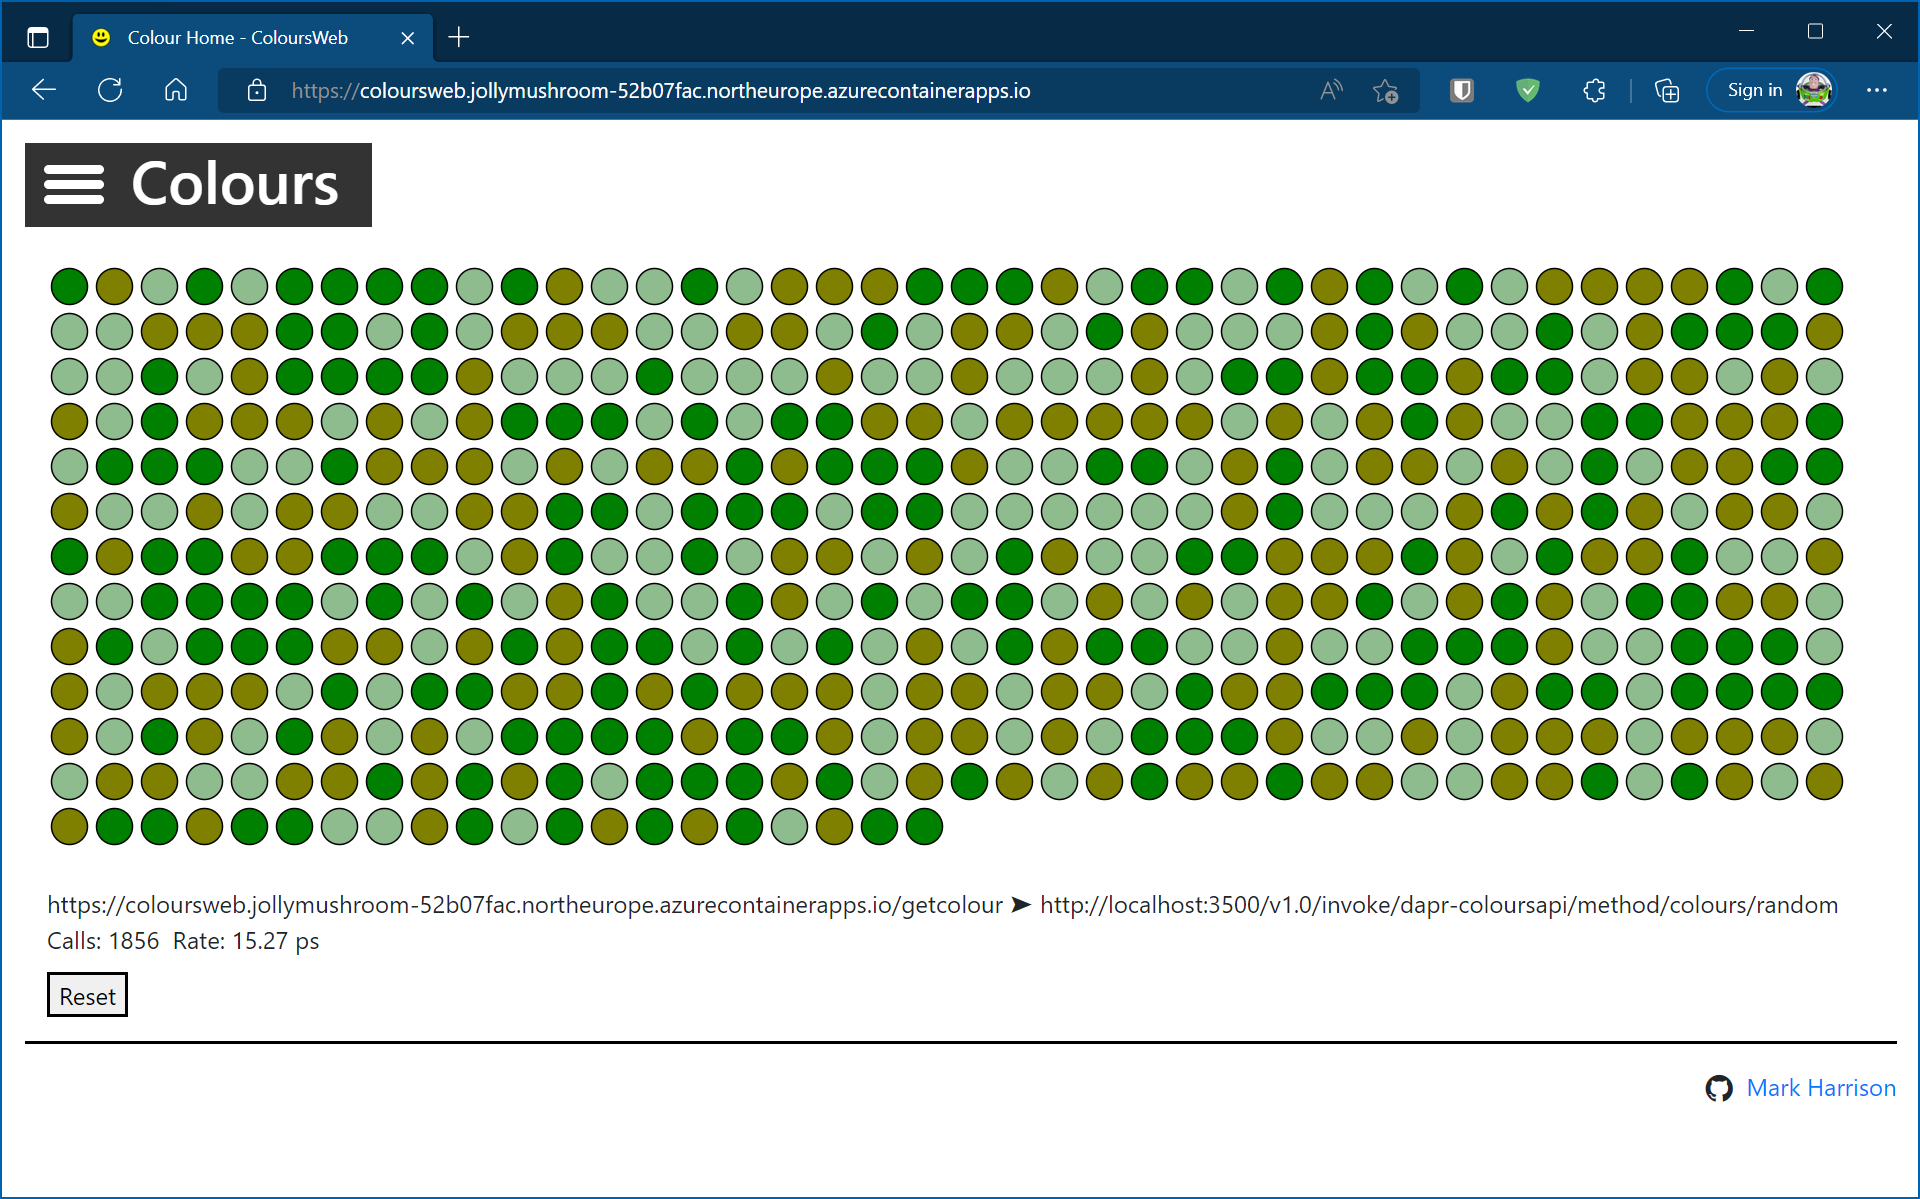 Colour Home - ColoursWeb
https://coloursweb.jollymushroom-52b07fac.northeurope.azurecontainerapps.io
Sign in
Colours
https://coloursweb.jollymushroom-52b07fac.northeurope.azurecontainerapps.io/getcolour ➤ http://localhost:3500/v1.0/invoke/dapr-coloursapi/method/colours/random
Calls: 1856 Rate: 15.27 ps
Reset
Mark Harrison